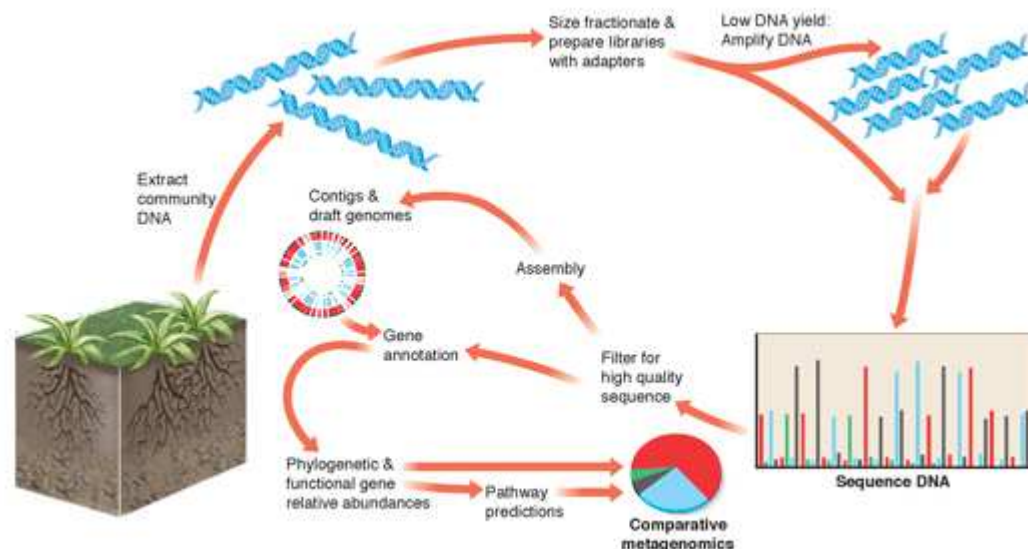 Size fractionate &
prepare libraries
with adapters
Low DNA yield:
Amplify DNA
Extract
community
DNA
Contigs &
draft genomes
Assembly
Gene
annotation
Filter for
high quality
sequence
Sequence DNA
Phylogenetic &
functional gene
relative abundances
Pathway
predictions
Comparative
metagenomics